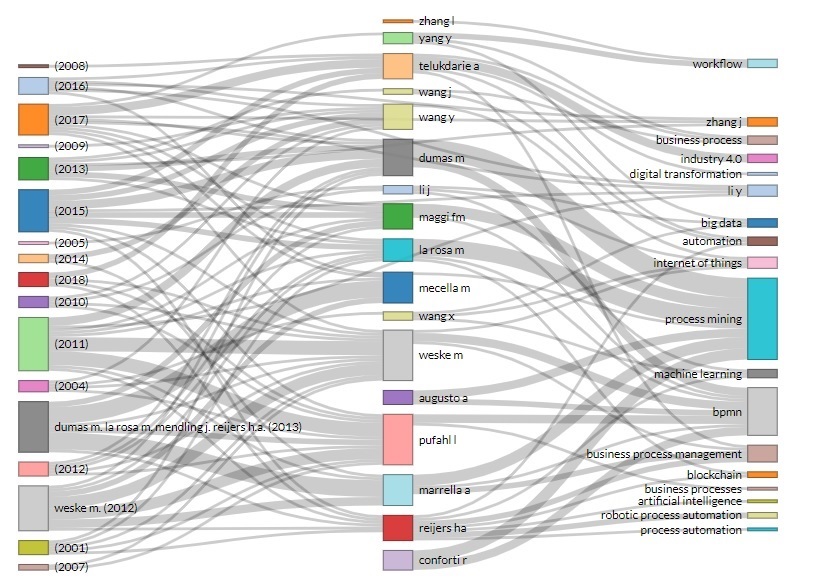 (2008)
(2016)
(2017)
(2009)
(2013)
(2015)
(2005)
(2014)
(2018)
(2010)
(2011)
(2004)
dumas m. la rosa m. mendling j. reijers h.a. (2013)
(2012)
weske m. (2012)
(2001)
(2007)
zhang l
yang y
telukdarie a
wang j
wang y
dumas m
li j
maggi fm
la rosa m
mecella m
wang x
weske m
augusto a
pufahl l
marrella a
reijers ha
conforti r
workflow
zhang j
business process
industry 4.0
digital transformation
li y
big data
automation
internet of things
process mining
machine learning
bpmn
business process management
blockchain
business processes
artificial intelligence
robotic process automation
process automation